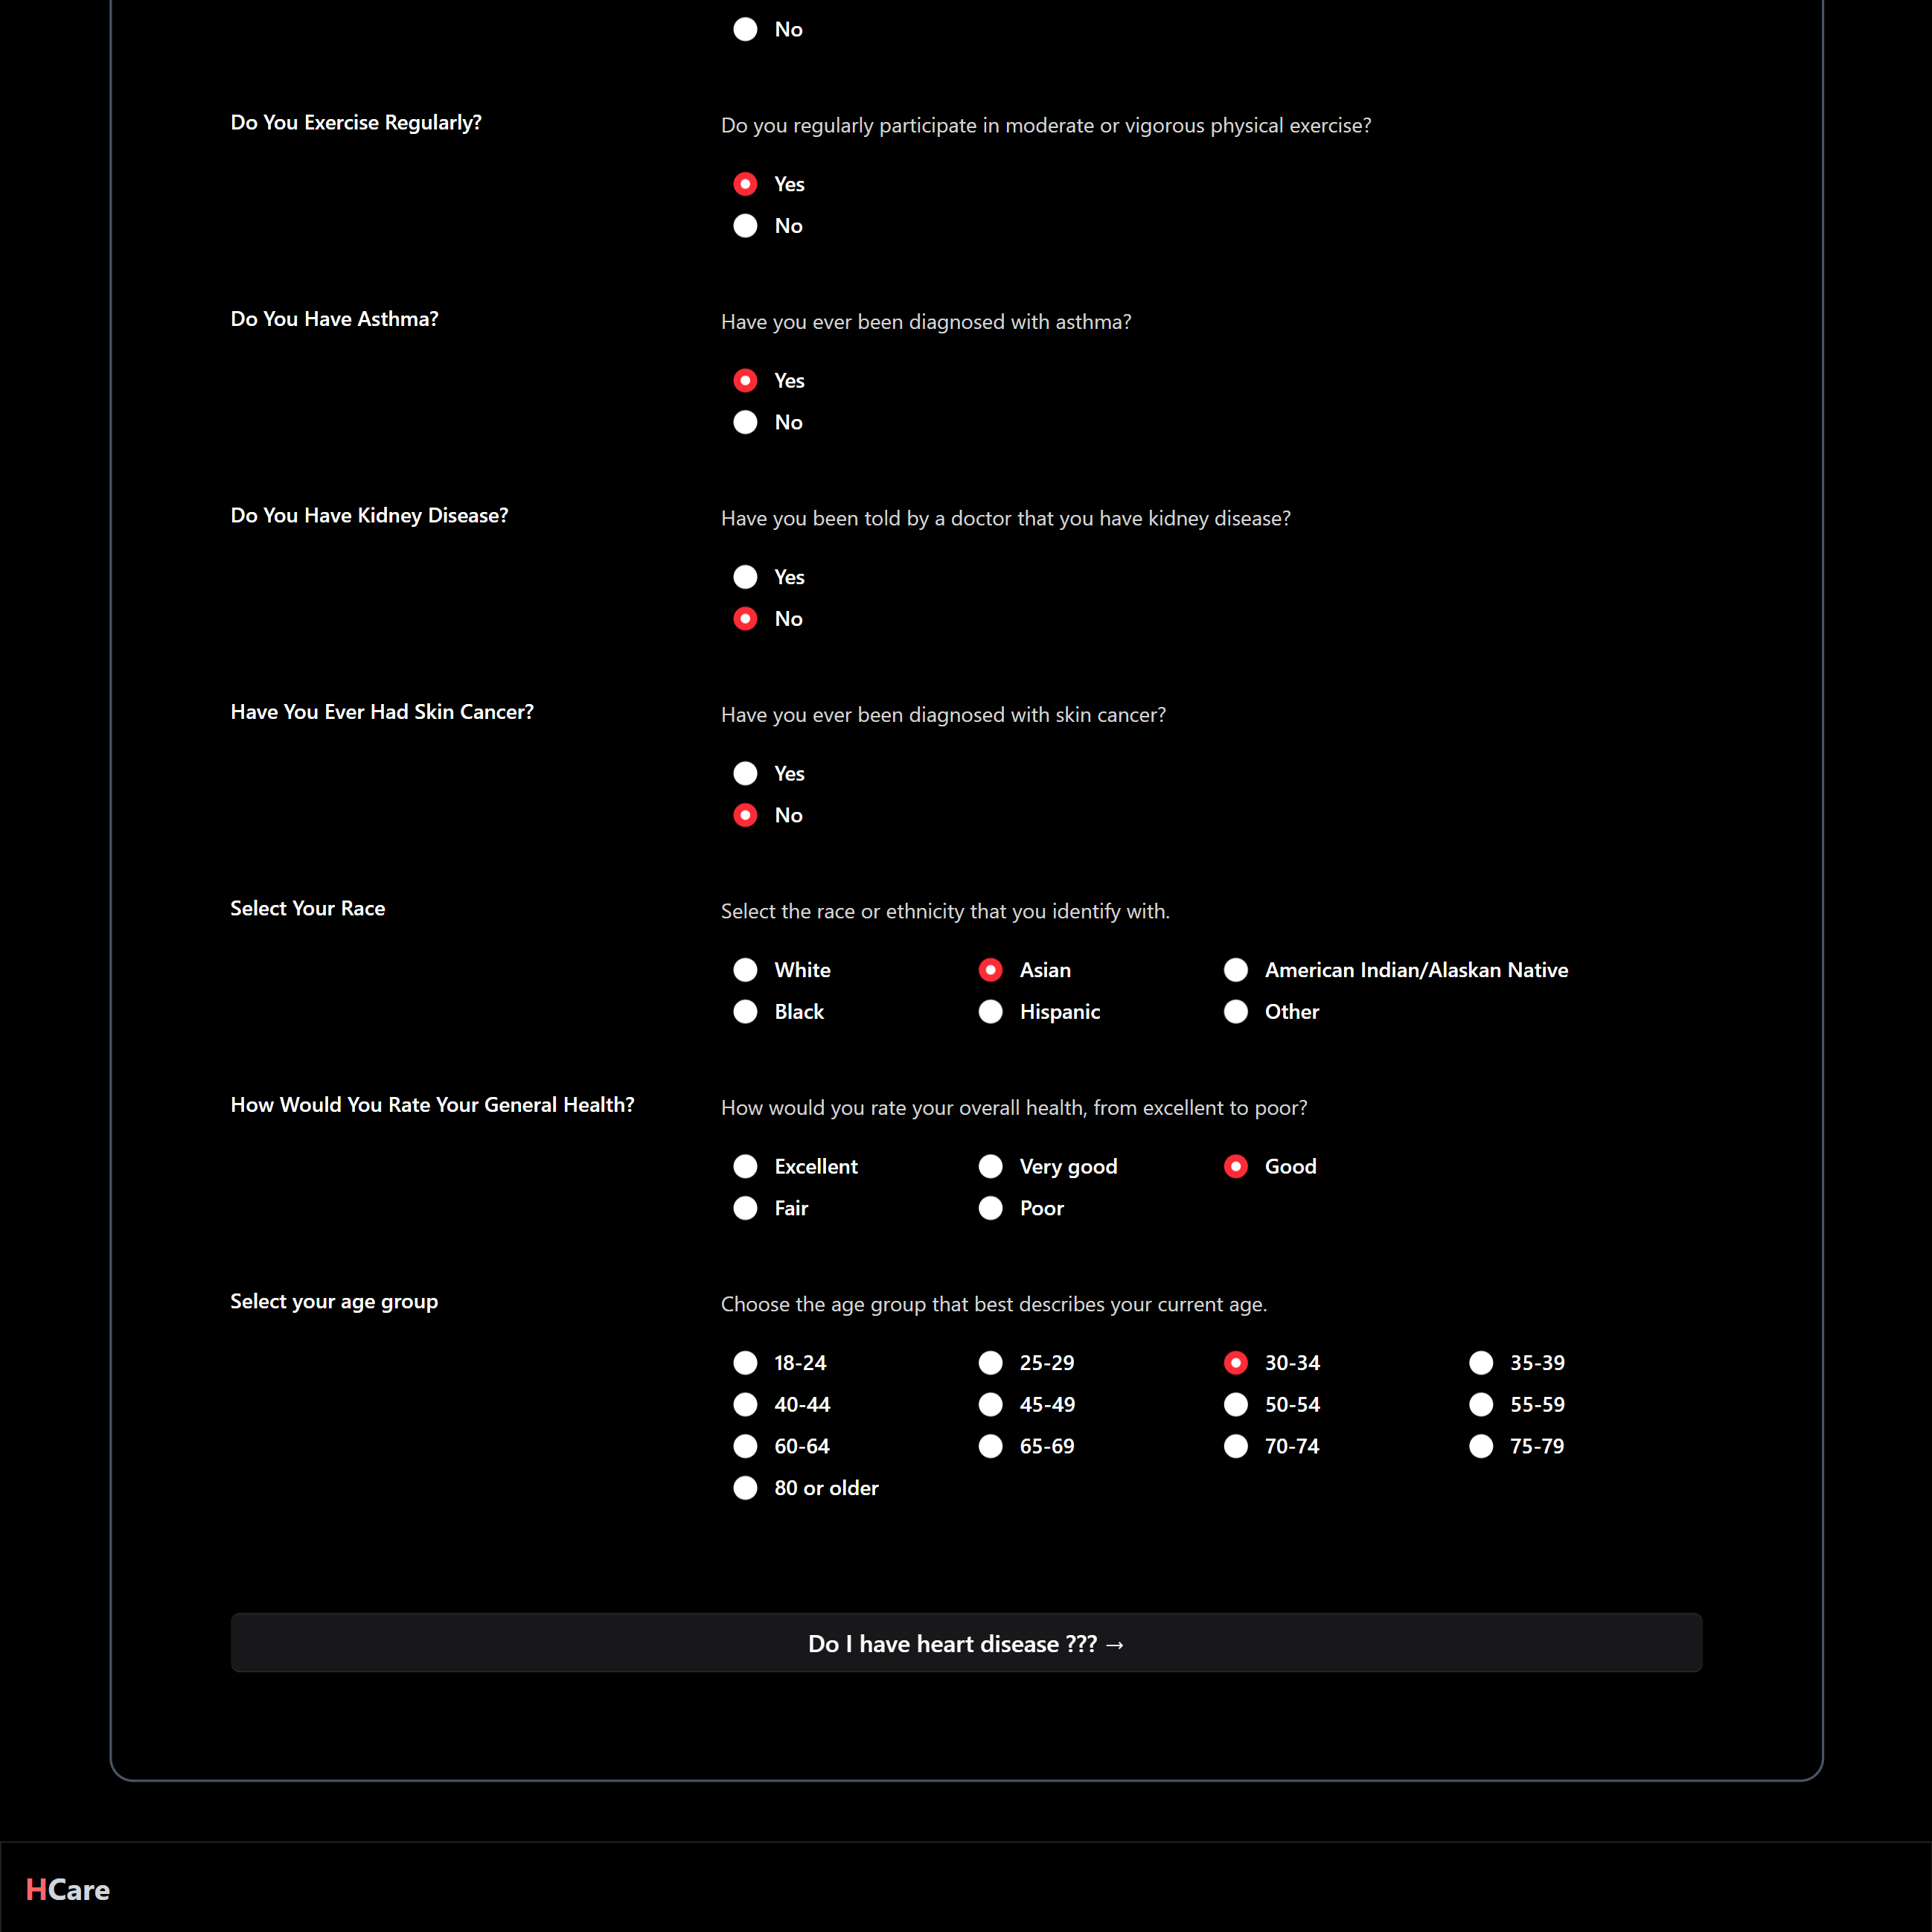 No
Do You Exercise Regularly?
Do you regularly participate in moderate or vigorous physical exercise?
Yes
No
Do You Have Asthma?
Have you ever been diagnosed with asthma?
Yes
No
Do You Have Kidney Disease?
Have you been told by a doctor that you have kidney disease?
Yes
No
Have You Ever Had Skin Cancer?
Have you ever been diagnosed with skin cancer?
Yes
No
Select Your Race
Select the race or ethnicity that you identify with.
White Asian American Indian/Alaskan Native
Black Hispanic Other
How Would You Rate Your General Health?
How would you rate your overall health, from excellent to poor?
Excellent Very good Good
Fair Poor
Select your age group
Choose the age group that best describes your current age.
18-24 25-29 30-34 35-39
40-44 45-49 50-54 55-59
60-64 65-69 70-74 75-79
80 or older
Do I have heart disease ??? →
HCare